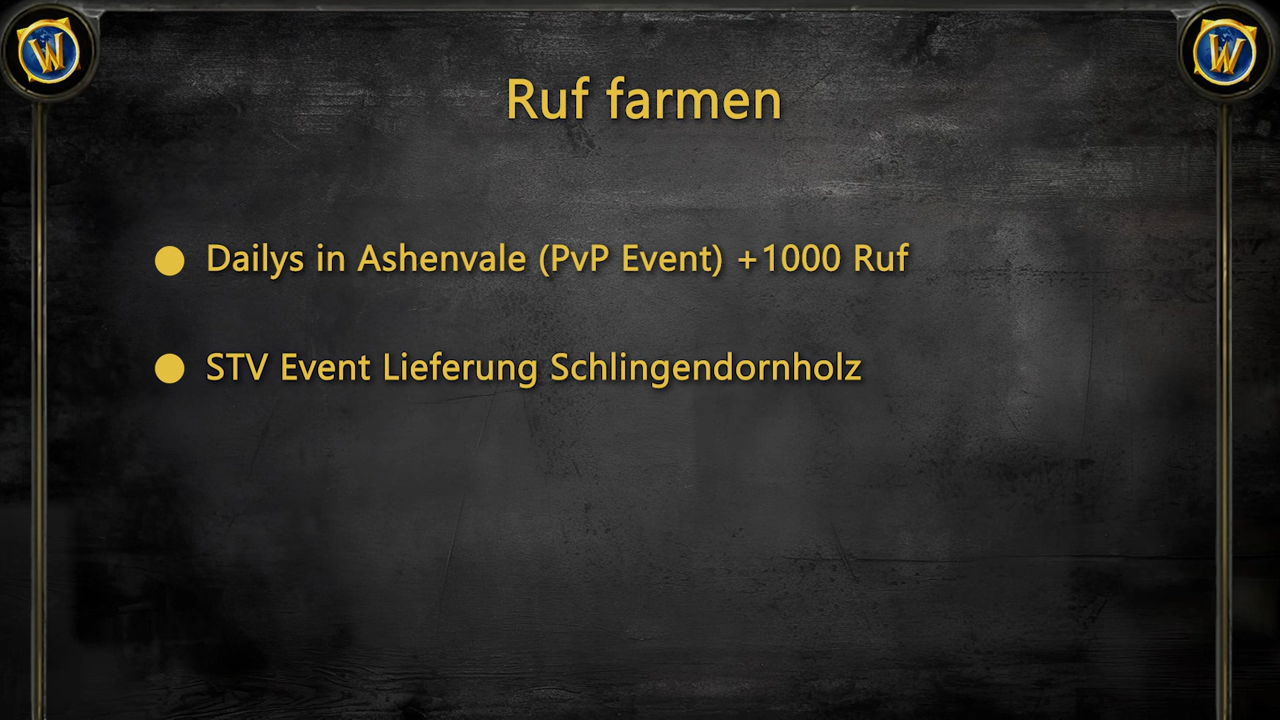 Ruf farmen
Dailys in Ashenvale (PvP Event) +1000 Ruf
STV Event Lieferung Schlingendornholz